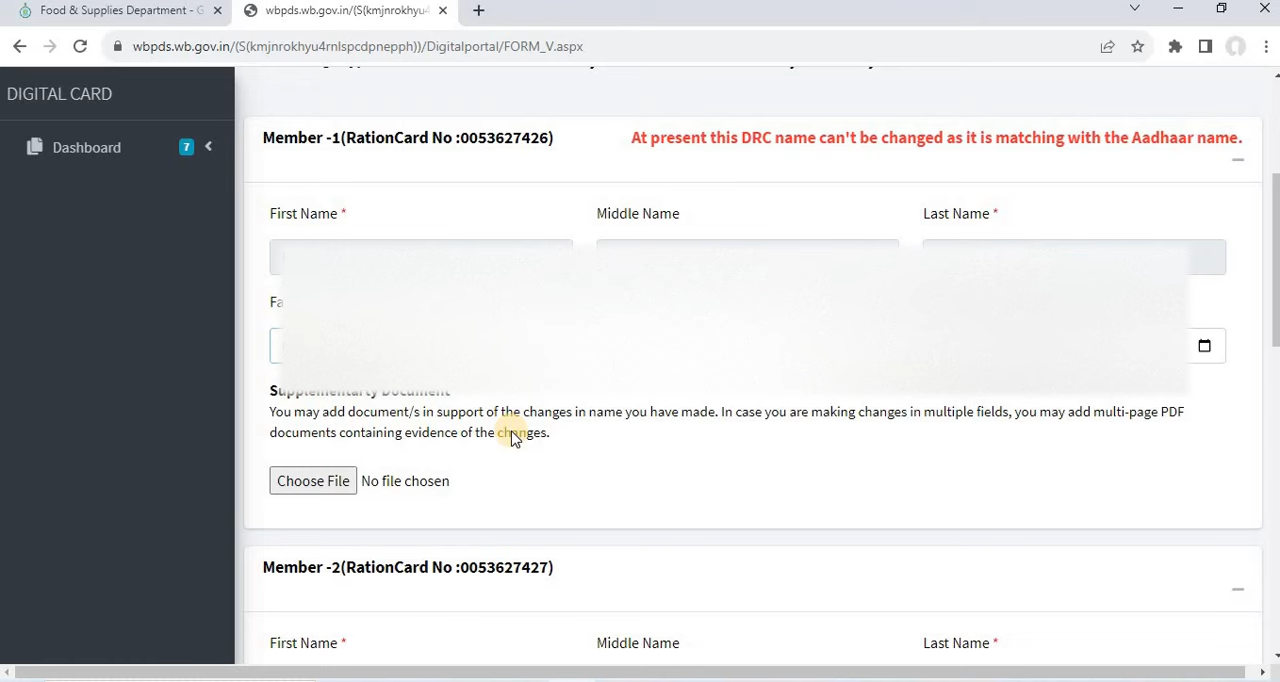 Food & Supplies Department - G
wbpds.wb.gov.in/(S(kmjnrokhyu4
wbpds.wb.gov.in/(S(kmjnrokhyu4rnlspcdpnepph))/Digitalportal/FORM_V.aspx
DIGITAL CARD
Dashboard 7
Member -1(RationCard No :0053627426) At present this DRC name can't be changed as it is matching with the Aadhaar name.
First Name * Middle Name Last Name *
Fa
Supplementarty Document
You may add document/s in support of the changes in name you have made. In case you are making changes in multiple fields, you may add multi-page PDF
documents containing evidence of the changes.
Choose File No file chosen
Member -2(RationCard No :0053627427)
First Name * Middle Name Last Name *